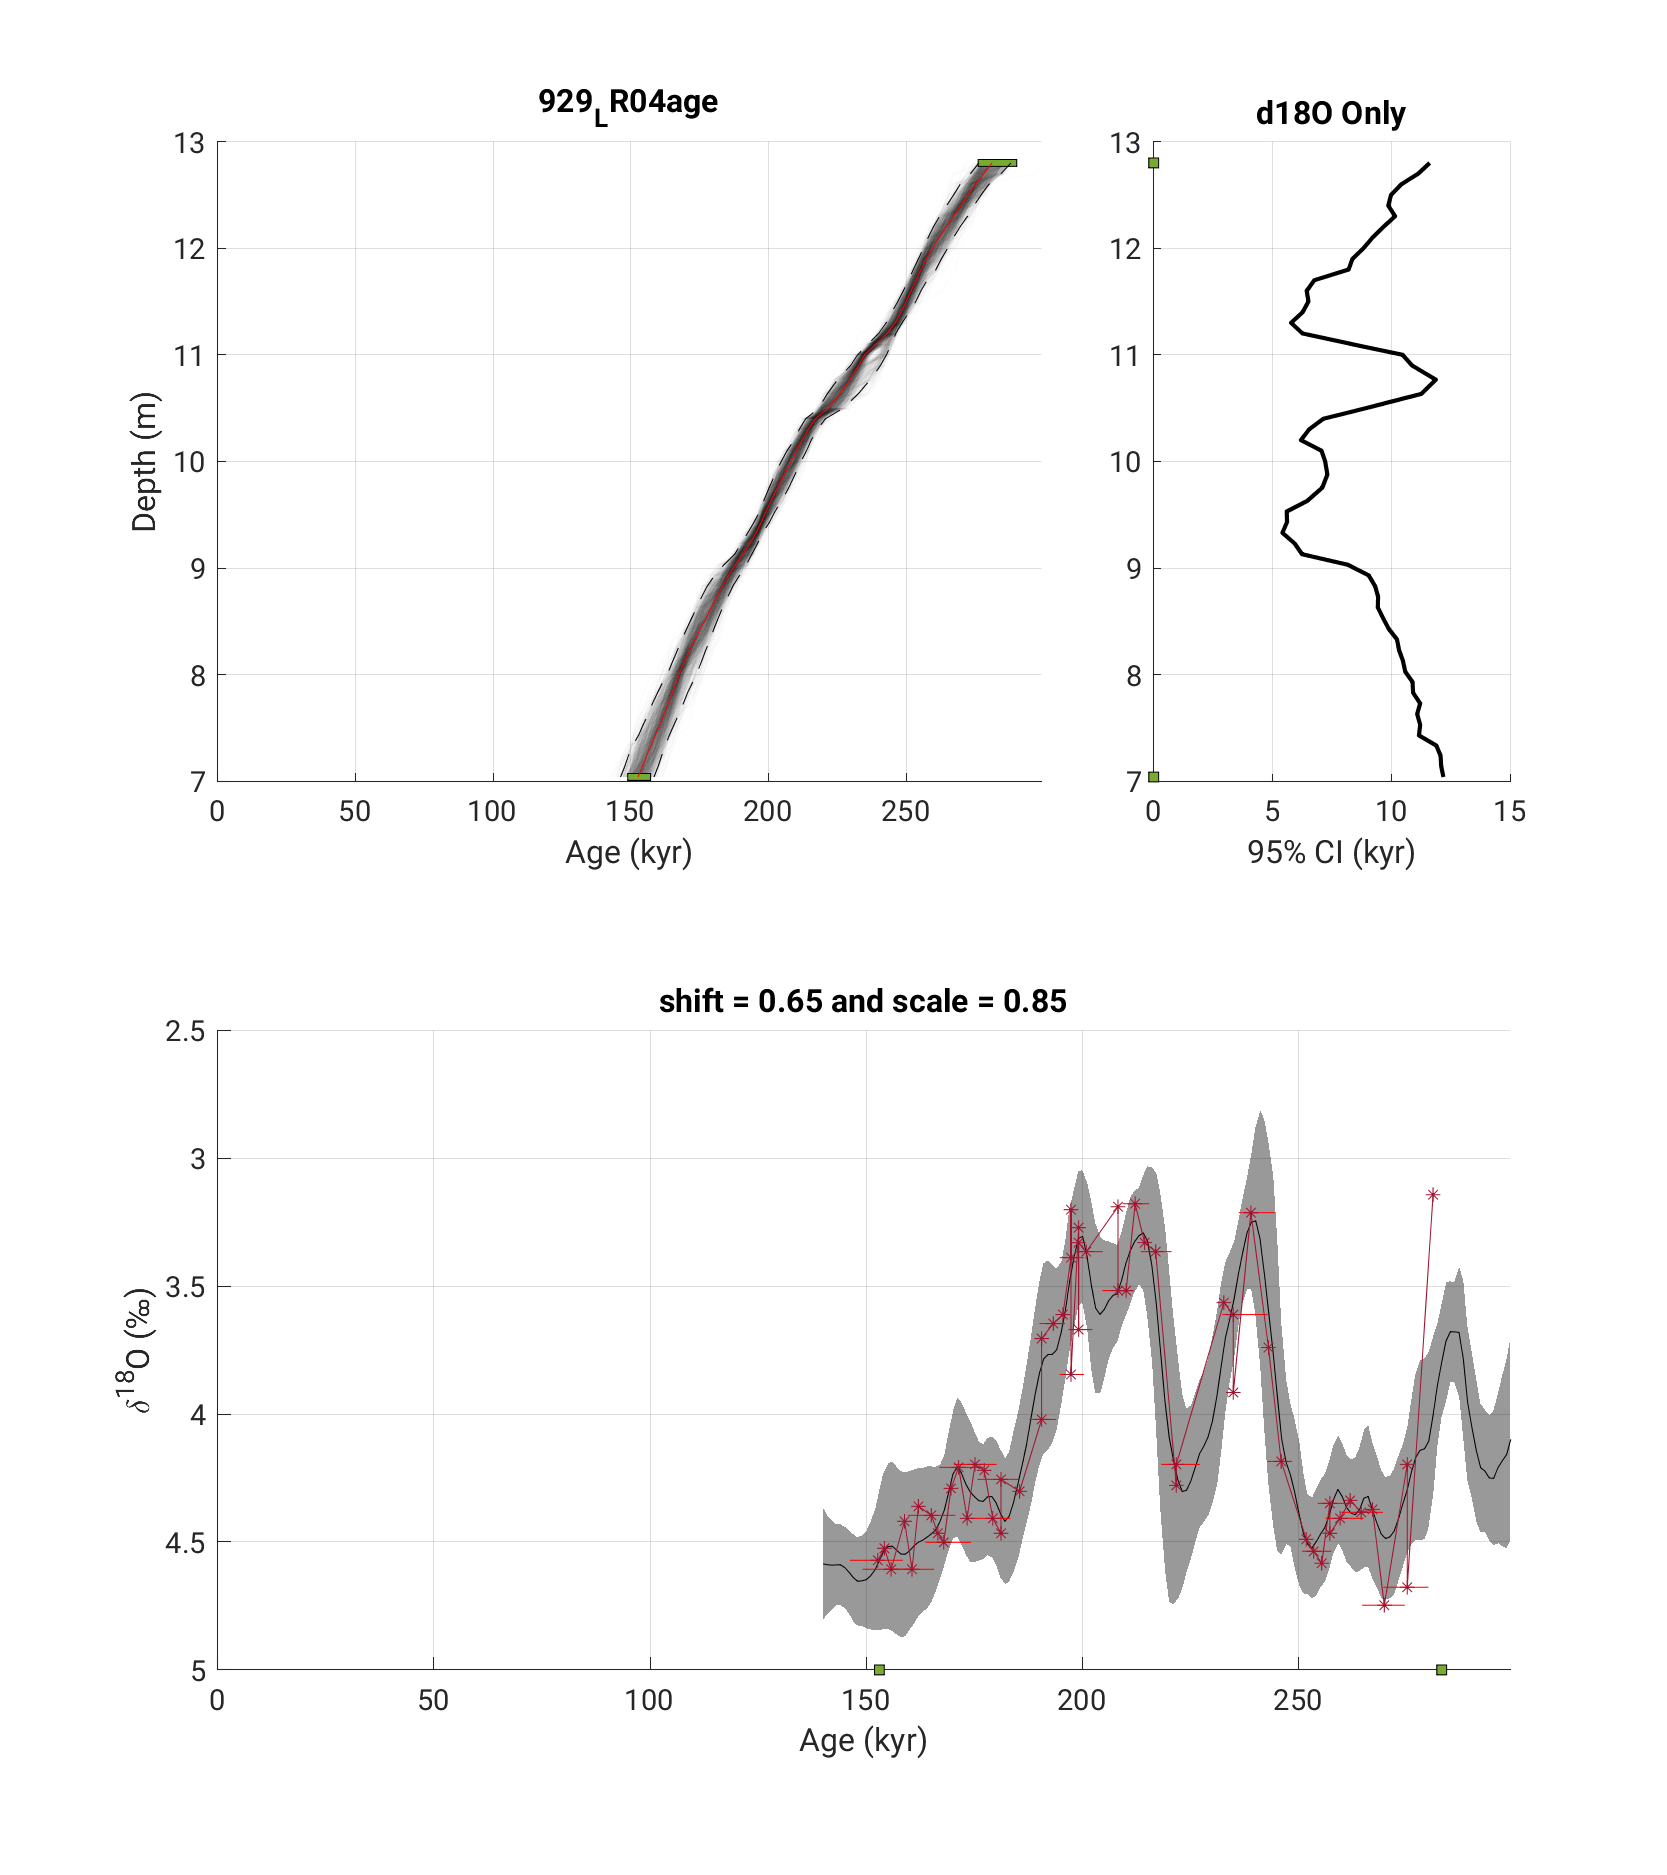 929LR04age
13
12
11
10
9
8
7
Depth (m)
0 50 100 150 200 250
Age (kyr)
d18O Only
13
12
11
10
9
8
7
0 5 10 15
95% CI (kyr)
shift = 0.65 and scale = 0.85
2.5
3
3.5
4
4.5
5
δ18O (‰)
0 50 100 150 200 250
Age (kyr)